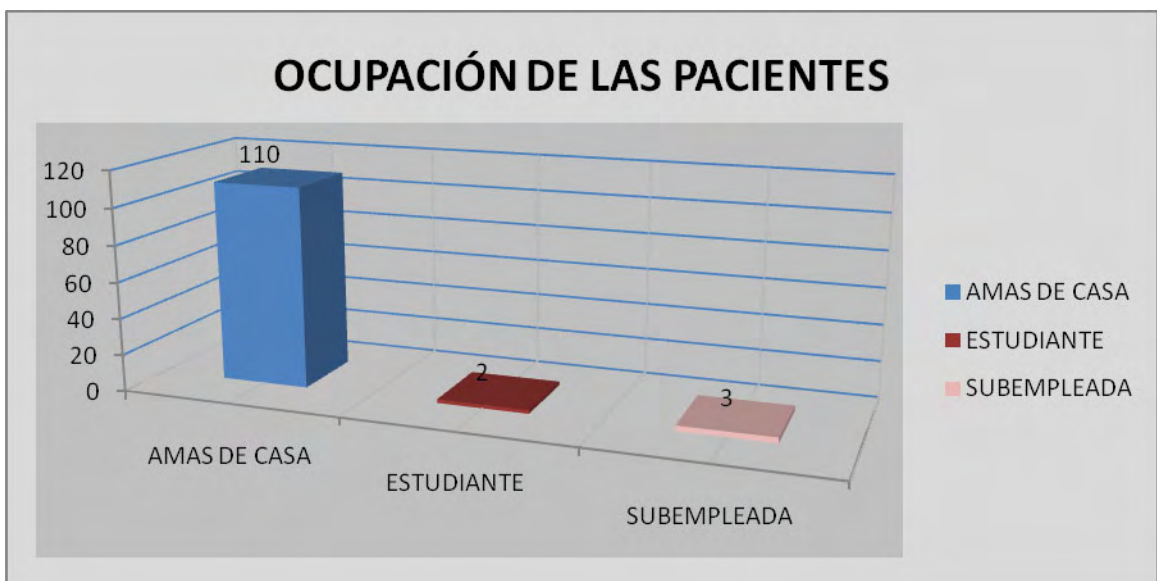 OCUPACIÓN DE LAS PACIENTES
120
100
80
60
40
20
0
110
2
3
AMAS DE CASA
ESTUDIANTE
SUBEMPLEADA
AMAS DE CASA
ESTUDIANTE
SUBEMPLEADA